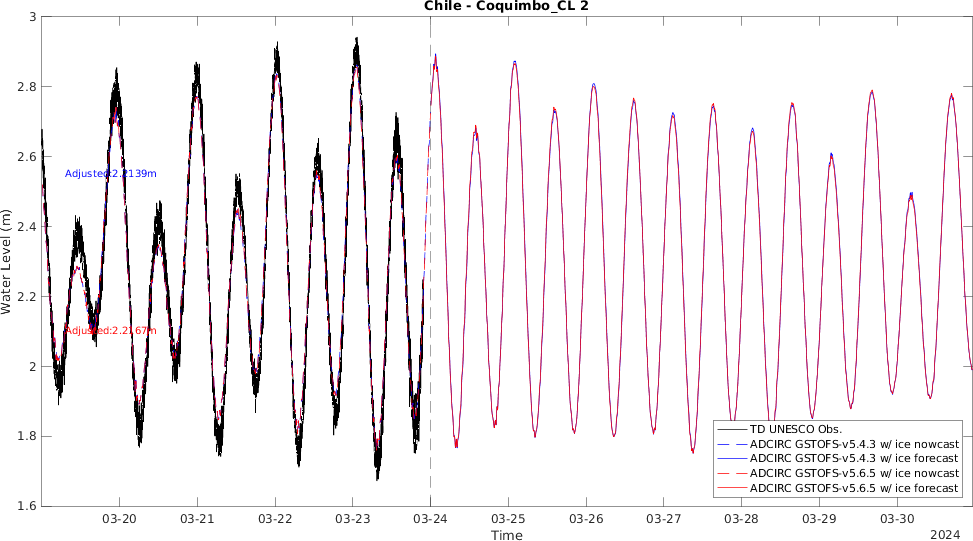 Chile - Coquimbo_CL 2
Water Level (m)
3
2.8
2.6
2.4
2.2
2
1.8
1.6
Adjusted:2.2139m
Adjusted:2.2167m
TD UNESCO Obs.
ADCIRC GSTOFS-v5.4.3 w/ ice nowcast
ADCIRC GSTOFS-v5.4.3 w/ ice forecast
ADCIRC GSTOFS-v5.6.5 w/ ice nowcast
ADCIRC GSTOFS-v5.6.5 w/ ice forecast
03-20 03-21 03-22 03-23 03-24 03-25 03-26 03-27 03-28 03-29 03-30
Time
2024